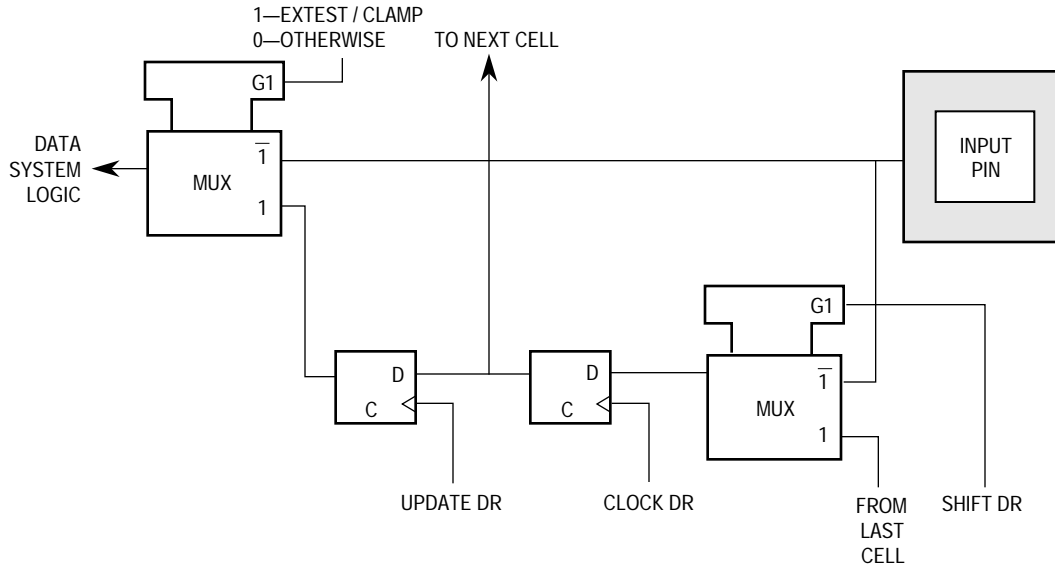 1—EXTEST / CLAMP
0—OTHERWISE
TO NEXT CELL
G1
DATA
SYSTEM
LOGIC
MUX
1
1
INPUT
PIN
G1
D
C
D
C
MUX
1
1
UPDATE DR
CLOCK DR
FROM
LAST
CELL
SHIFT DR